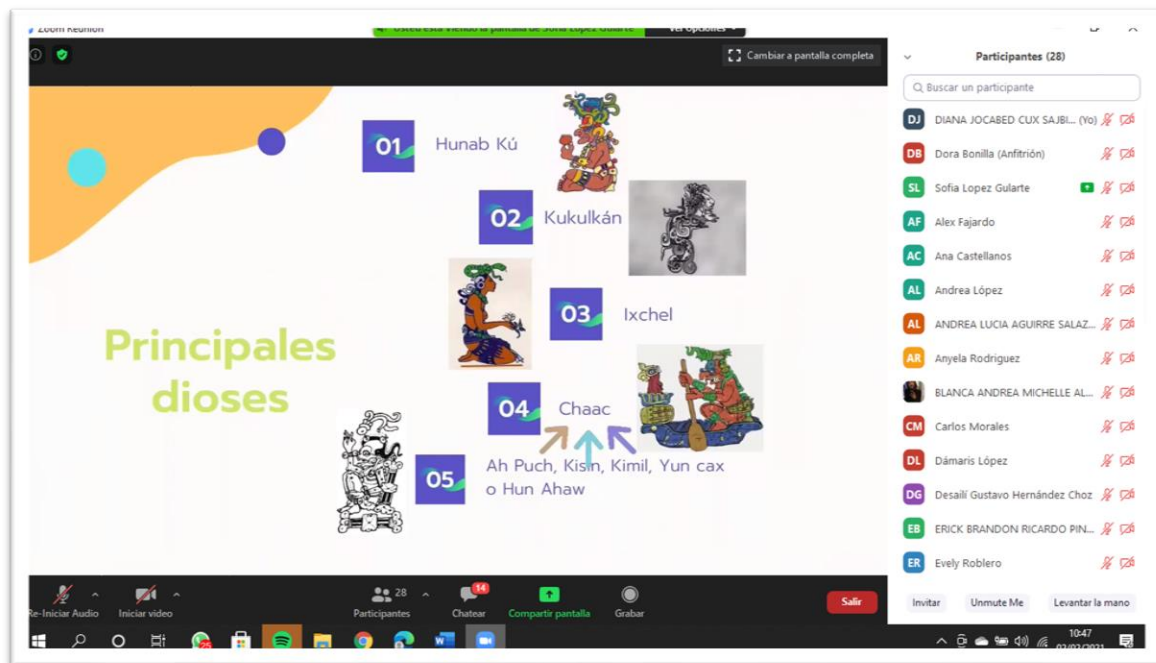 Zoom Reunión
Usted está viendo la pantalla de Sofia Lopez Gularte
Ver opciones
Cambiar a pantalla completa
Principales
dioses
01
Hunab Kú
02
Kukulkán
03
Ixchel
04
Chaac
05
Ah Puch, Kisin, Kimil, Yun cax
o Hun Ahaw
Participantes (28)
Buscar un participante
DJ DIANA JOCABED CUX SAJBI... (Yo)
DB Dora Bonilla (Anfitrión)
SL Sofia Lopez Gularte
AF Alex Fajardo
AC Ana Castellanos
AL Andrea López
AL ANDREA LUCIA AGUIRRE SALAZ...
AR Anyela Rodriguez
BLANCA ANDREA MICHELLE AL...
CM Carlos Morales
DL Dámaris López
DG Desailí Gustavo Hernández Choz
EB ERICK BRANDON RICARDO PIN...
ER Evely Roblero
Invitar Unmute Me Levantar la mano
Re-Iniciar Audio
Iniciar video
28
Participantes
14
Chatear
Compartir pantalla
Grabar
Salir
25
10:47